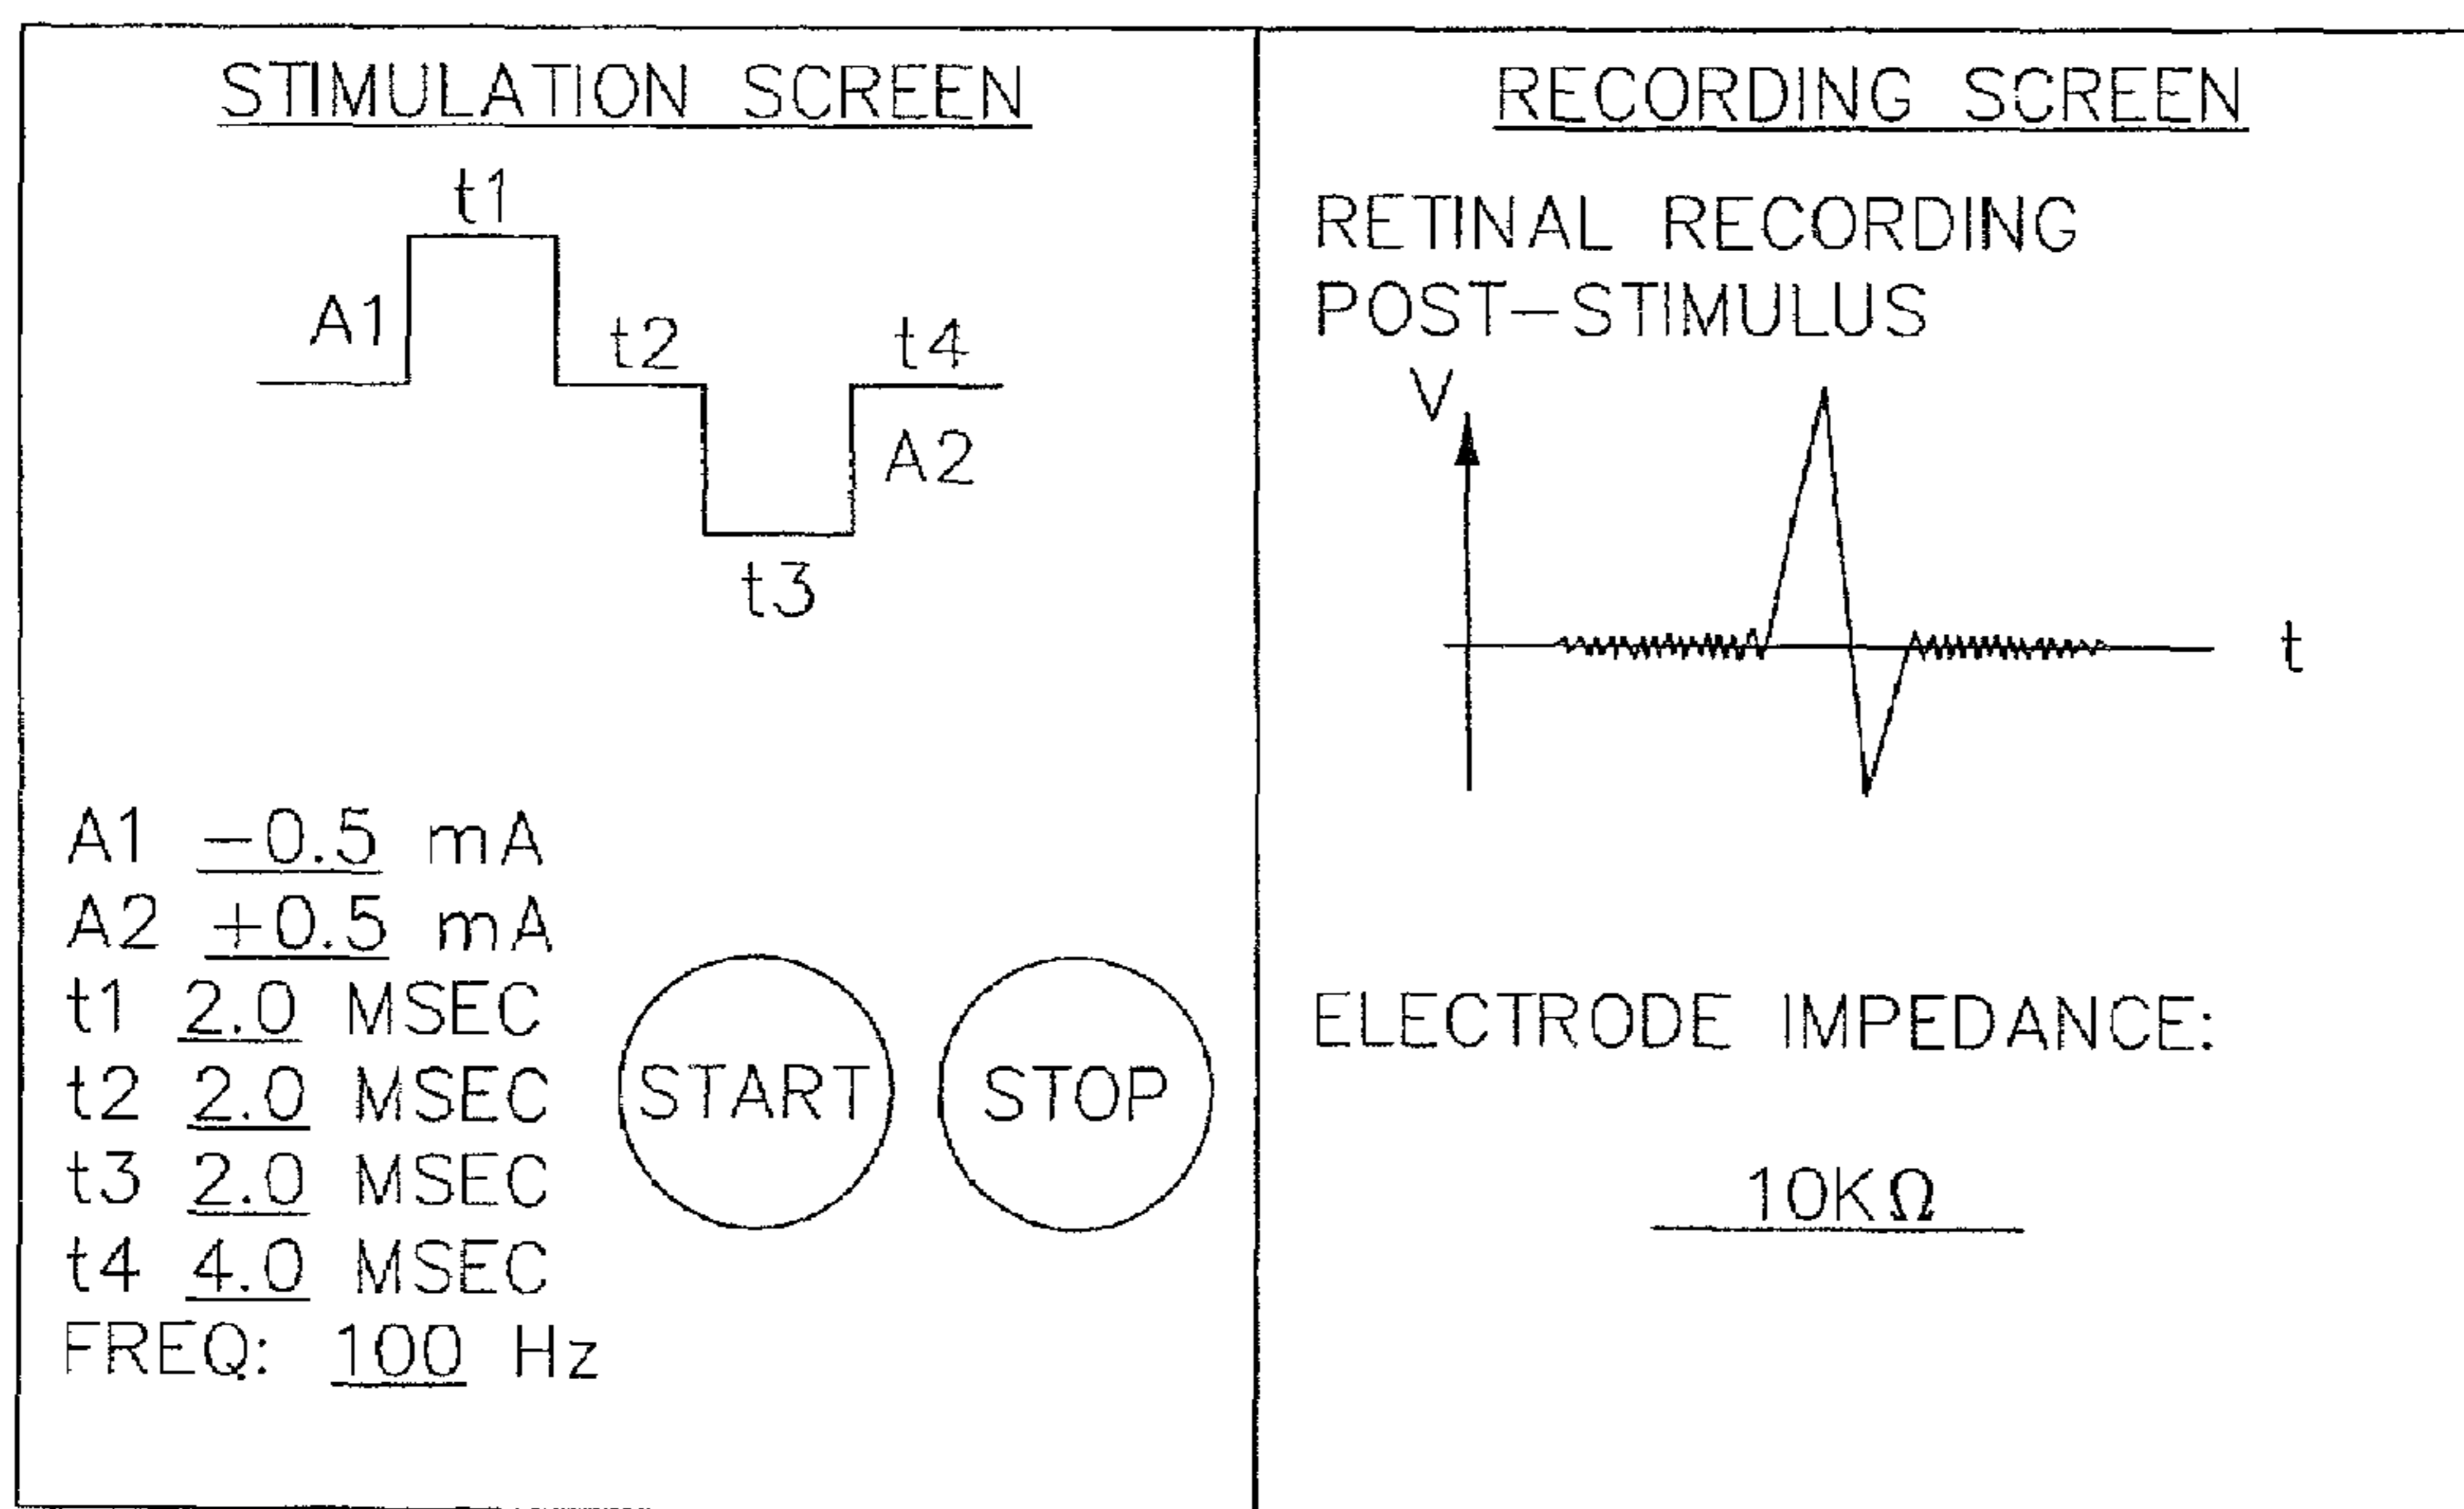 STIMULATION SCREEN
t1
A1
t2
t4
A2
t3
A1 −0.5 mA
A2 +0.5 mA
t1 2.0 MSEC
t2 2.0 MSEC
t3 2.0 MSEC
t4 4.0 MSEC
FREQ: 100 Hz
START
STOP
RECORDING SCREEN
RETINAL RECORDING
POST−STIMULUS
V
t
ELECTRODE IMPEDANCE:
10KΩ